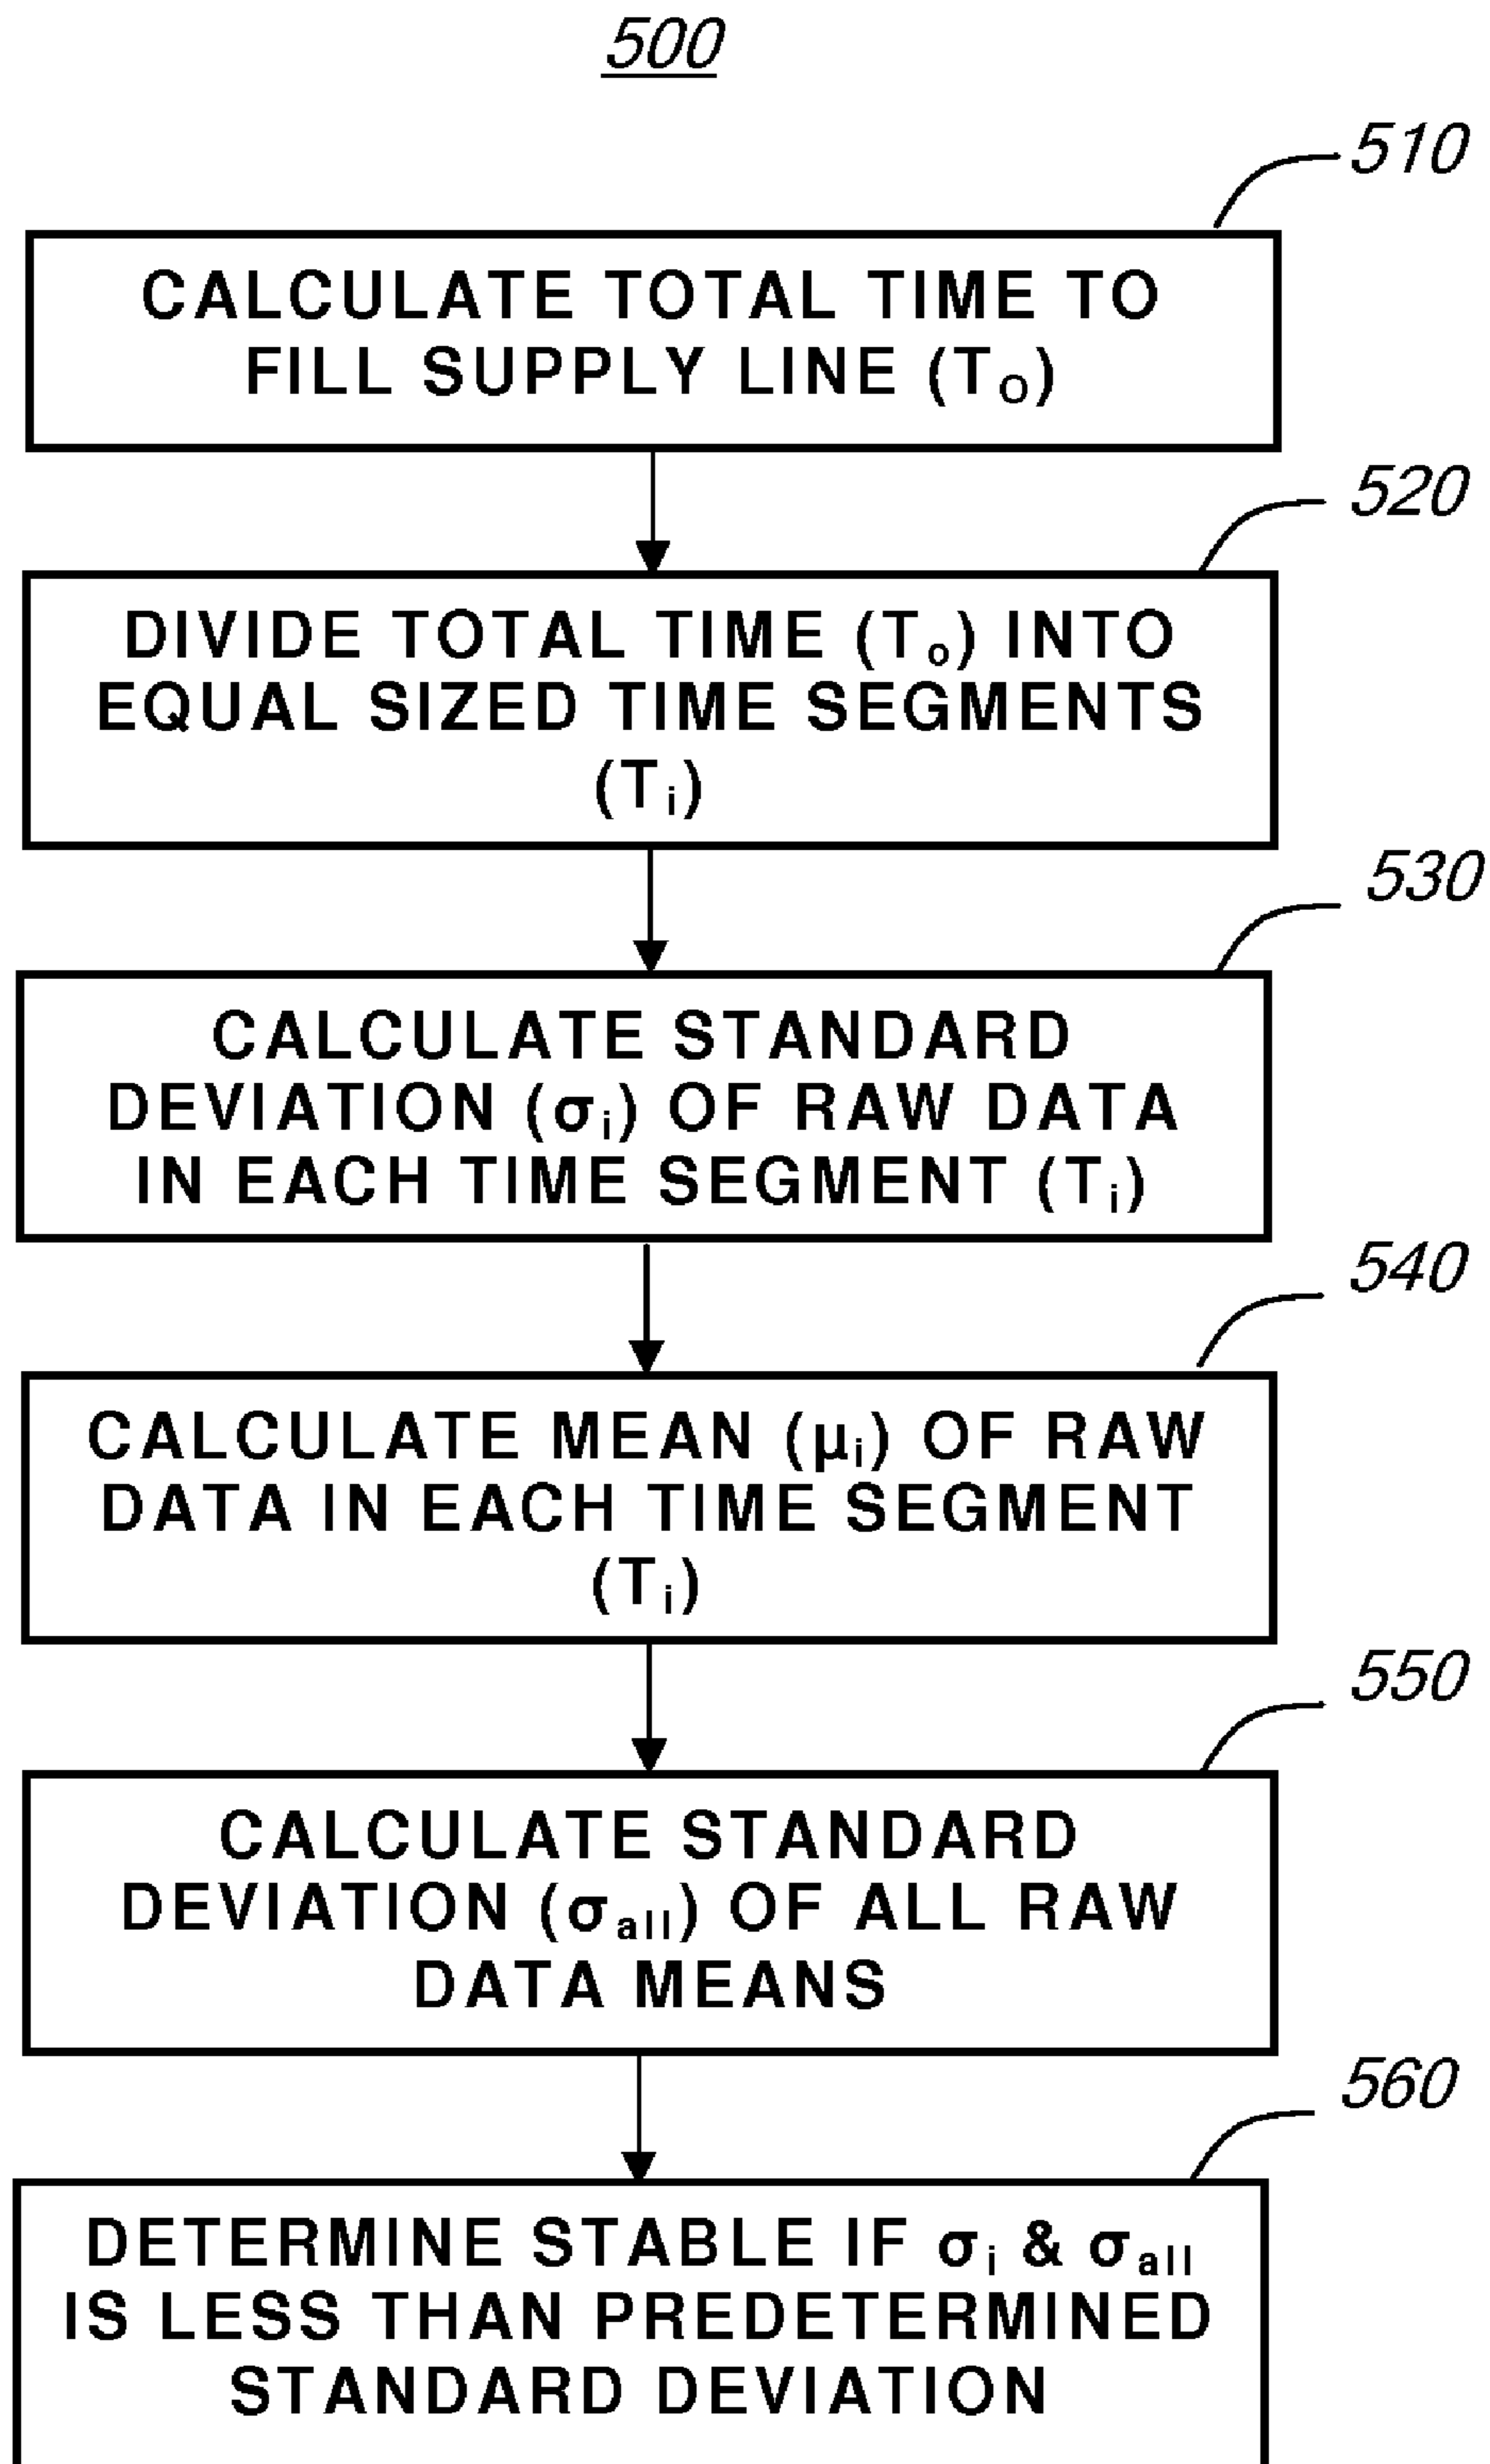 500
510
CALCULATE TOTAL TIME TO
FILL SUPPLY LINE (TO)
520
DIVIDE TOTAL TIME (To) INTO
EQUAL SIZED TIME SEGMENTS
(Ti)
530
CALCULATE STANDARD
DEVIATION (σi) OF RAW DATA
IN EACH TIME SEGMENT (Ti)
540
CALCULATE MEAN (μi) OF RAW
DATA IN EACH TIME SEGMENT
(Ti)
550
CALCULATE STANDARD
DEVIATION (σall) OF ALL RAW
DATA MEANS
560
DETERMINE STABLE IF σi & σall
IS LESS THAN PREDETERMINED
STANDARD DEVIATION